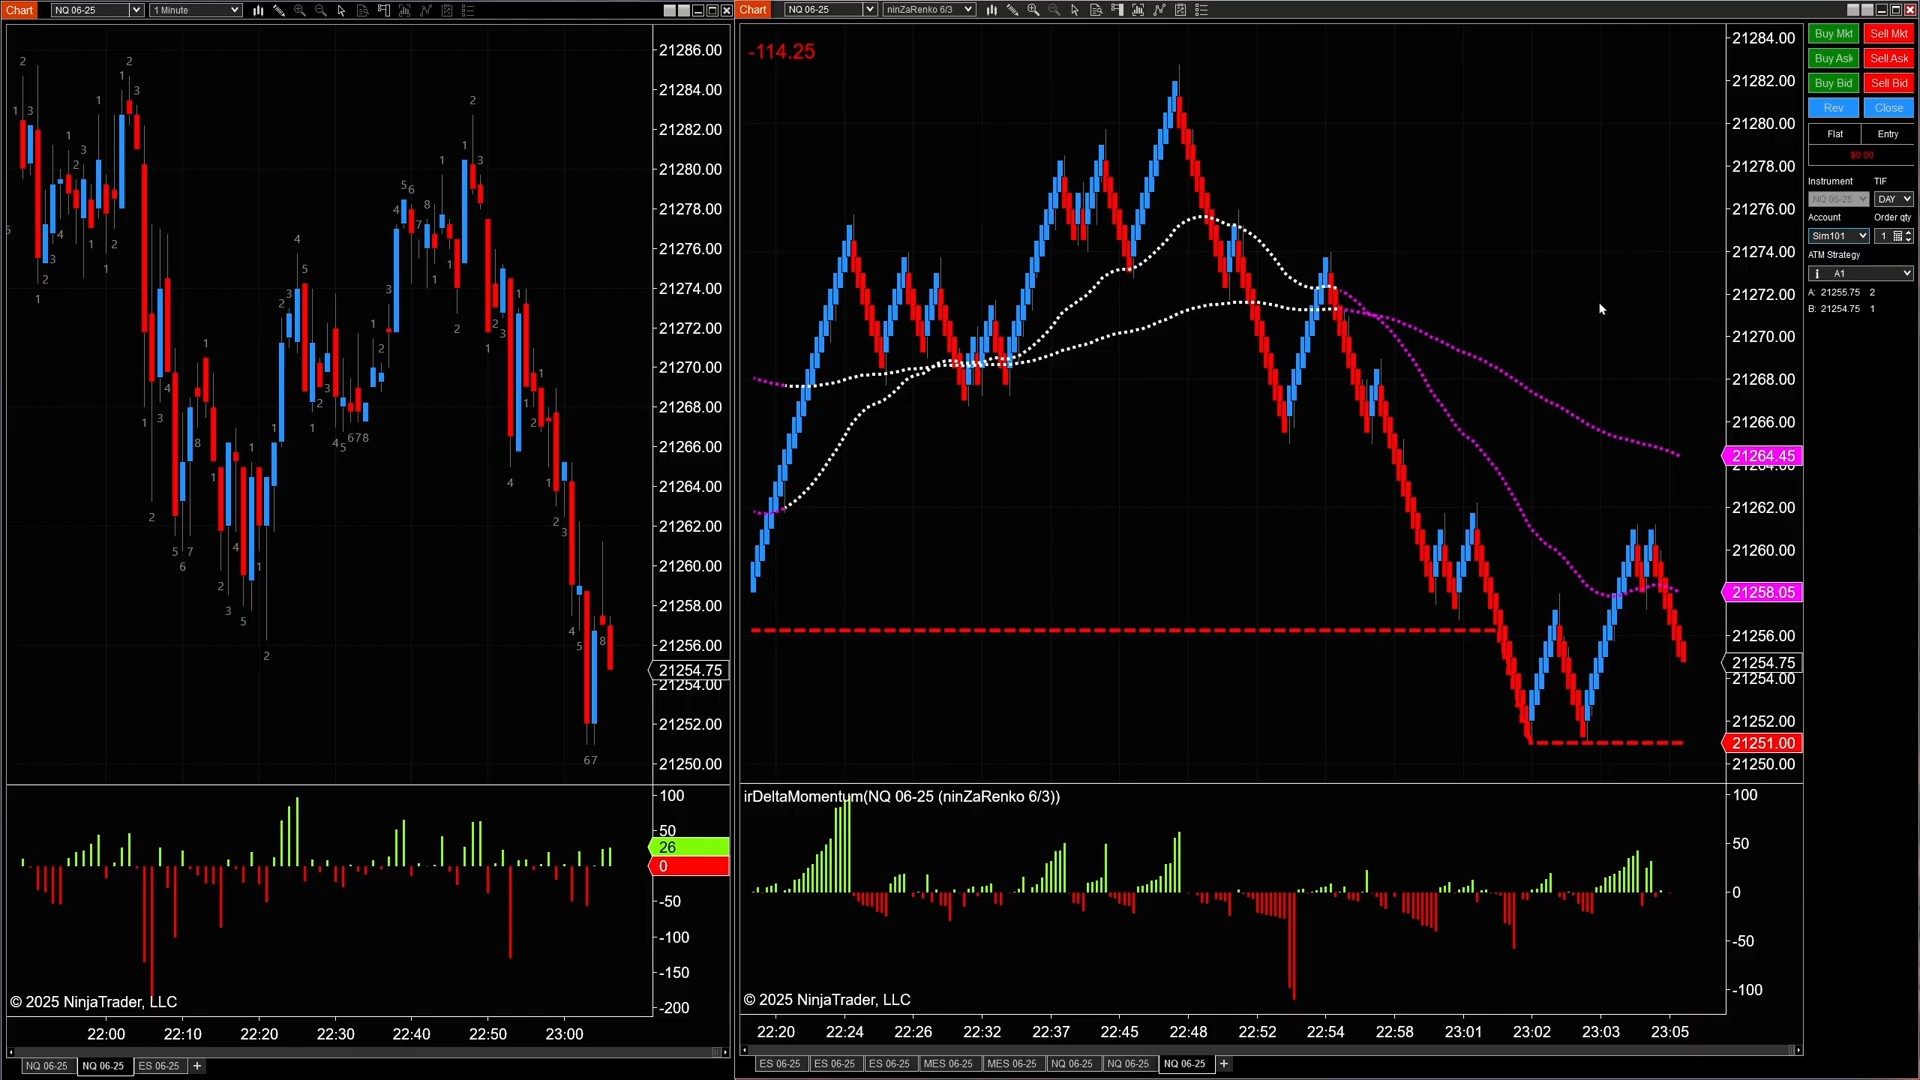 Chart NQ 06-25 1 Minute
Chart NQ 06-25 ninZaRenko 6/3
-114.25
21286.00
21284.00
21282.00
21280.00
21278.00
21276.00
21274.00
21272.00
21270.00
21268.00
21266.00
21264.00
21262.00
21260.00
21258.00
21256.00
21254.75
21254.00
21252.00
21250.00
100
50
26
0
-50
-100
-150
-200
© 2025 NinjaTrader, LLC
22:00 22:10 22:20 22:30 22:40 22:50 23:00
NQ 06-25 NQ 06-25 ES 06-25 +
21284.00
21282.00
21280.00
21278.00
21276.00
21274.00
21272.00
21270.00
21268.00
21266.00
21264.45
21264.00
21262.00
21260.00
21258.05
21256.00
21254.75
21254.00
21252.00
21251.00
21250.00
irDeltaMomentum(NQ 06-25 (ninZaRenko 6/3))
100
50
0
-50
-100
© 2025 NinjaTrader, LLC
22:20 22:24 22:26 22:32 22:37 22:45 22:48 22:52 22:54 22:58 23:01 23:02 23:03 23:05
ES 06-25 ES 06-25 ES 06-25 MES 06-25 MES 06-25 NQ 06-25 NQ 06-25 NQ 06-25 +
Buy Mkt Sell Mkt
Buy Ask Sell Ask
Buy Bid Sell Bid
Rev Close
Flat Entry
$0.00
Instrument TIF
NQ 06-25 DAY
Account Order qty
Sim101 1
ATM Strategy
A1
A: 21255.75 2
B: 21254.75 1